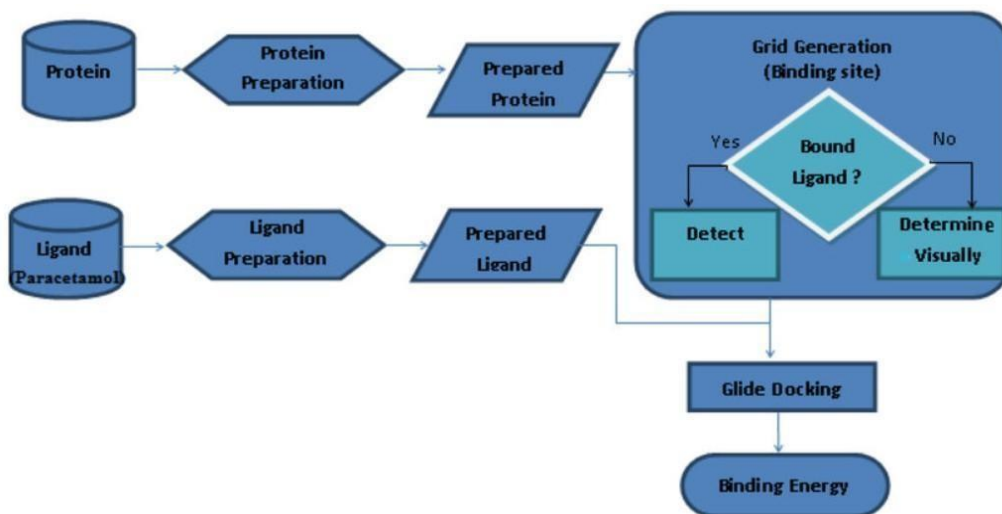 Protein
Protein
Preparation
Prepared
Protein
Grid Generation
(Binding site)
Yes
Bound
Ligand ?
No
Detect
Determine
Visually
Ligand
(Paracetamol)
Ligand
Preparation
Prepared
Ligand
Glide Docking
Binding Energy